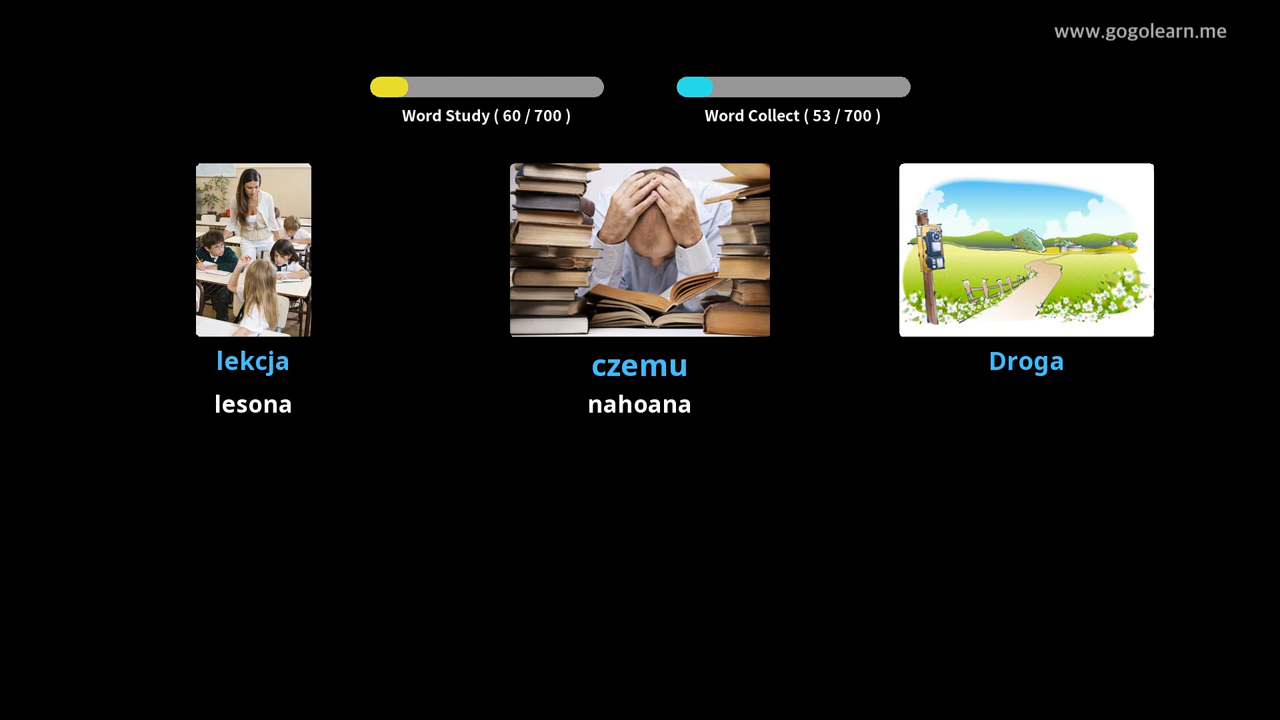 www.gogolearn.me
Word Study ( 60 / 700 )
Word Collect ( 53 / 700 )
lekcja
lesona
czemu
nahoana
Droga